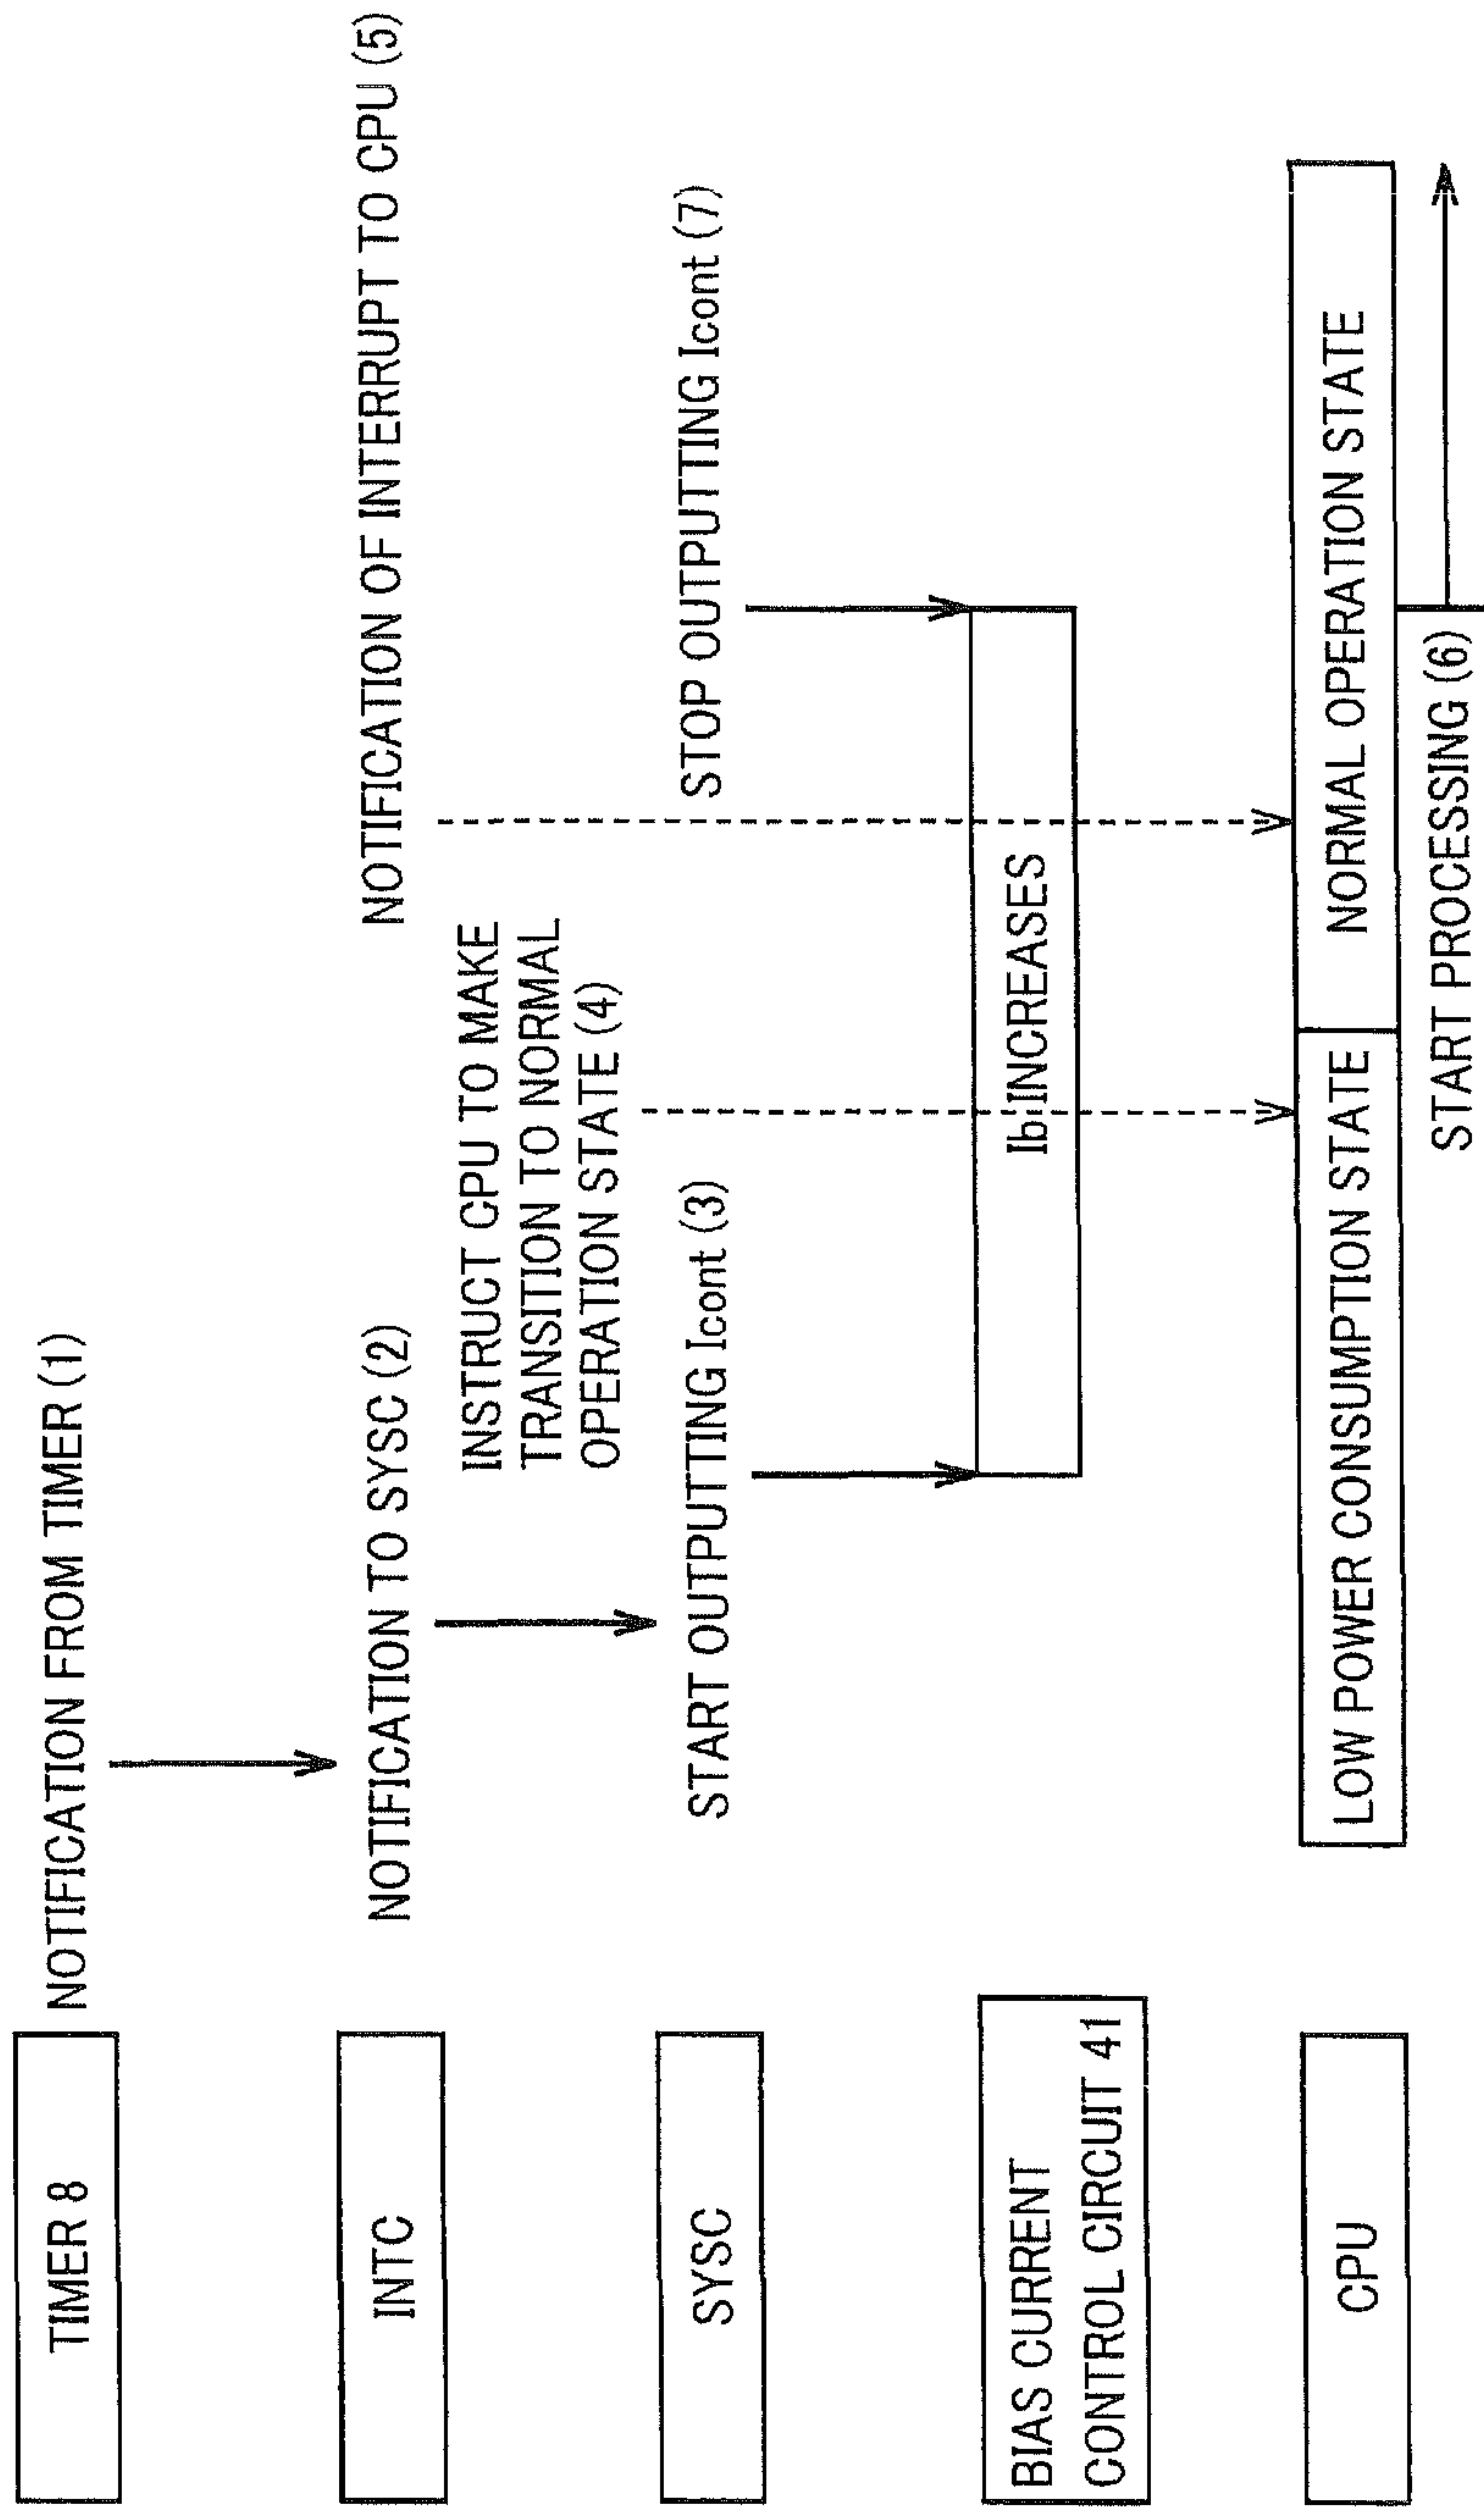 TIMER 8
NOTIFICATION FROM TIMER (1)
INTC
NOTIFICATION TO SYSC (2)
NOTIFICATION OF INTERRUPT TO CPU (5)
INSTRUCT CPU TO MAKE
TRANSITION TO NORMAL
OPERATION STATE (4)
SYSC
START OUTPUTTING Icont (3)
STOP OUTPUTTING Icont (7)
BIAS CURRENT
CONTROL CIRCUIT 41
Ib INCREASES
CPU
LOW POWER CONSUMPTION STATE
NORMAL OPERATION STATE
START PROCESSING (6)